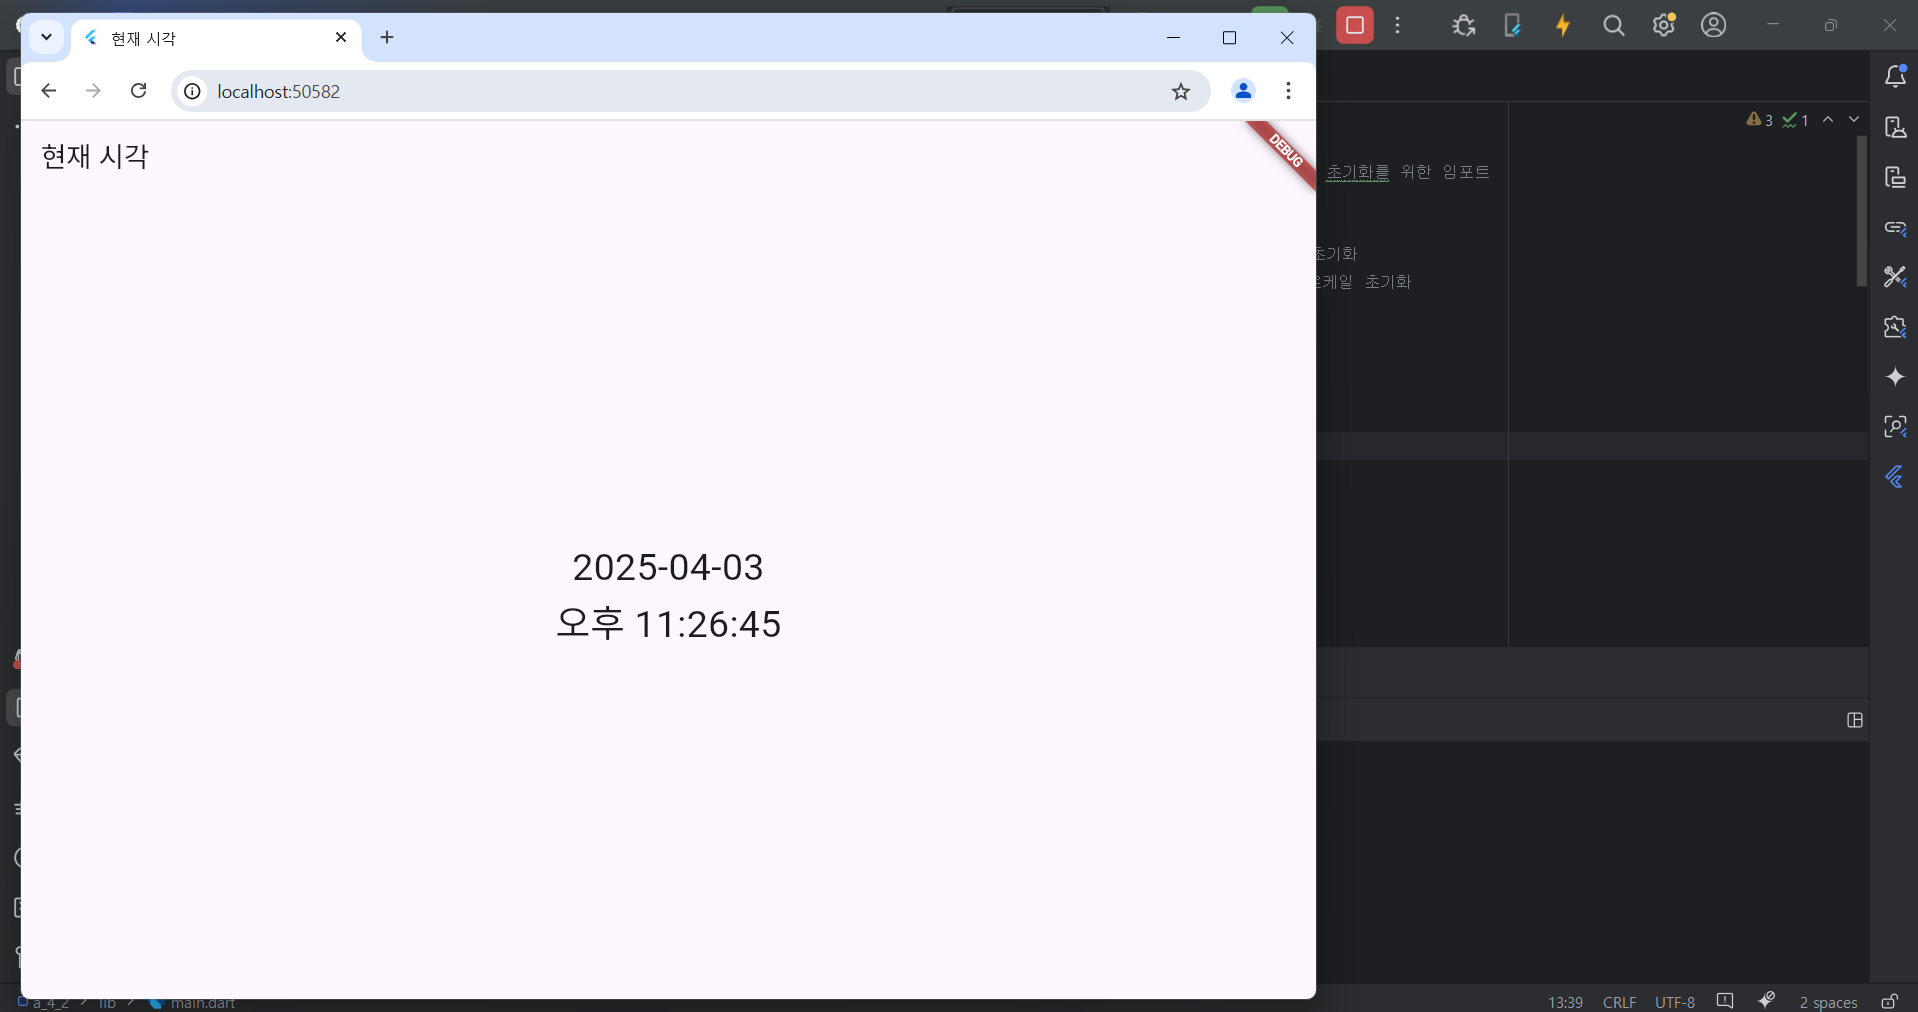 현재 시각
localhost:50582
현재 시각
DEBUG
2025-04-03
오후 11:26:45
3 1
초기화를 위한 임포트
초기화
케일 초기화
a_4_2 > lib > main.dart
13:39 CRLF UTF-8 2 spaces